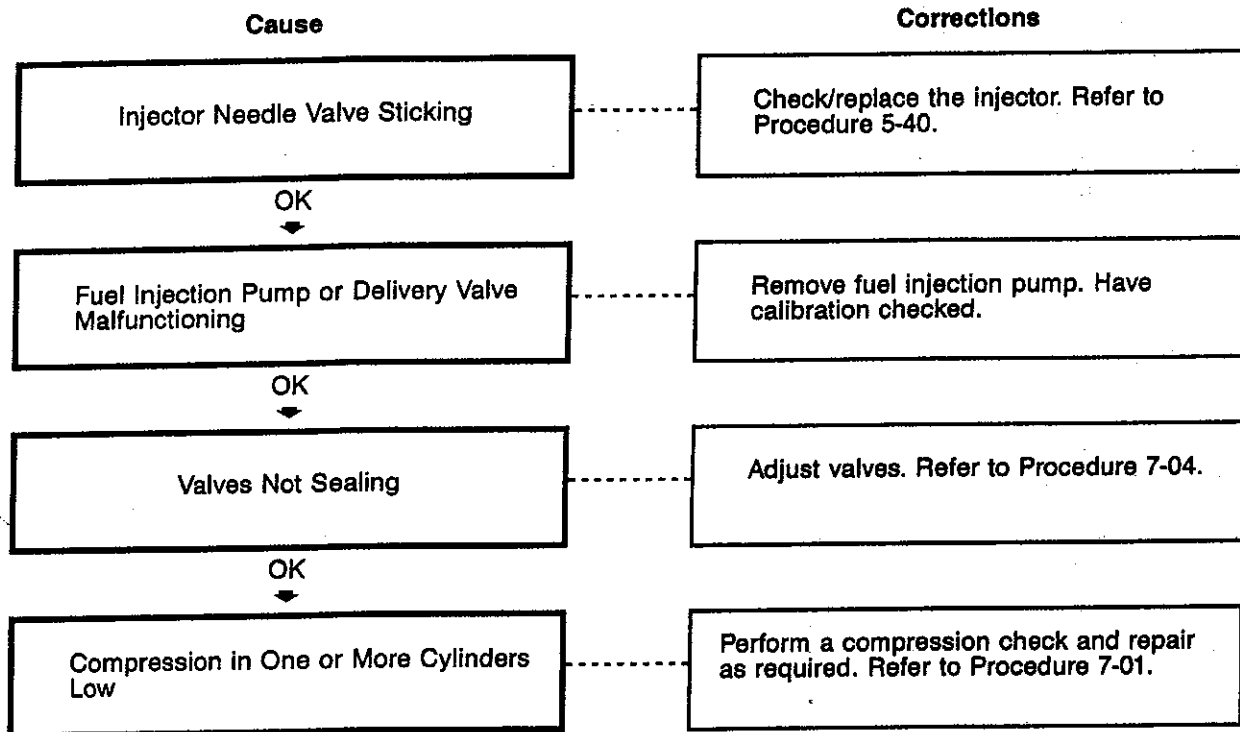 Cause
Corrections
Injector Needle Valve Sticking
Check/replace the injector. Refer to
Procedure 5-40.
OK
Fuel Injection Pump or Delivery Valve
Malfunctioning
Remove fuel injection pump. Have
calibration checked.
OK
Valves Not Sealing
Adjust valves. Refer to Procedure 7-04.
OK
Compression in One or More Cylinders
Low
Perform a compression check and repair
as required. Refer to Procedure 7-01.